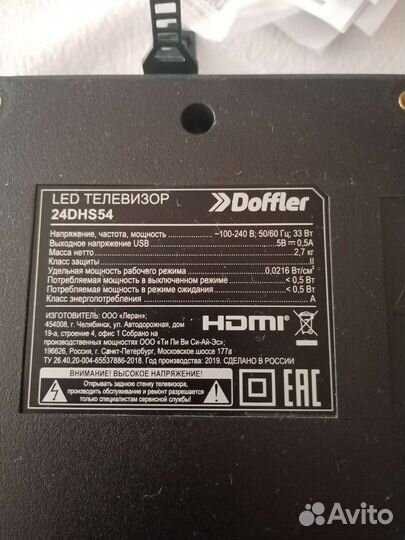 LED ТЕЛЕВИЗОР
24DHS54
Doffler
Напряжение, частота, мощность ~100-240 В; 50/60 Гц; 33 Вт
Выходное напряжение USB 5В 0,5А
Масса нетто 2,7 кг
Класс защиты II
Удельная мощность рабочего режима 0,0216 Вт/см²
Потребляемая мощность в выключенном режиме < 0,5 Вт
Потребляемая мощность в режиме ожидания < 0,5 Вт
Класс энергопотребления А
ИЗГОТОВИТЕЛЬ: ООО «Леран»,
454008, г. Челябинск, ул. Автодорожная, дом
19-а, строение 4, офис 1 Собрано на
производственных мощностях ООО «Ти Пи Ви Си-Ай-Эс»;
196626, Россия, г. Санкт-Петербург, Московское шоссе 177а
ТУ 26.40.20-004-65537686-2018. Год производства: 2019. СДЕЛАНО В РОССИИ
HDMI
ВНИМАНИЕ! ВЫСОКОЕ НАПРЯЖЕНИЕ!
Открывать заднюю стенку телевизора,
производить обслуживание и ремонт разрешается
только специалистам сервисной службы!
EAC
Avito